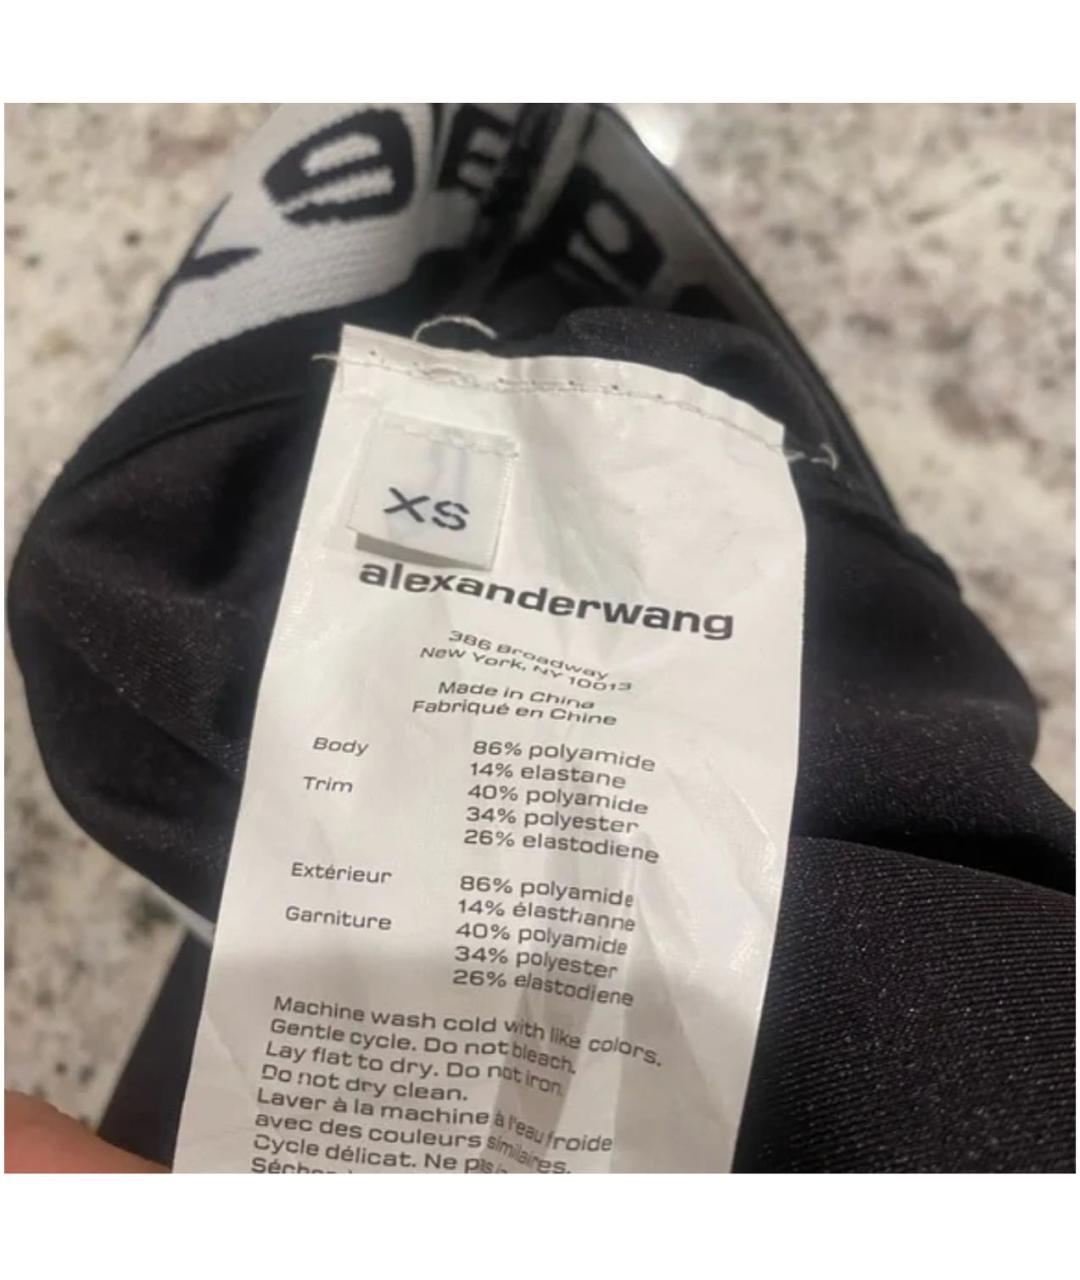 XS
alexanderwang
386 Broadway
New York, NY 10013
Made in China
Fabriqué en Chine
Body 86% polyamide
14% elastane
Trim 40% polyamide
34% polyester
26% elastodiene
Extérieur 86% polyamide
14% élasthanne
Garniture 40% polyamide
34% polyester
26% elastodiene
Machine wash cold with like colors.
Gentle cycle. Do not bleach.
Lay flat to dry. Do not iron.
Do not dry clean.
Laver à la machine à l'eau froide
avec des couleurs similaires.
Cycle délicat. Ne pas